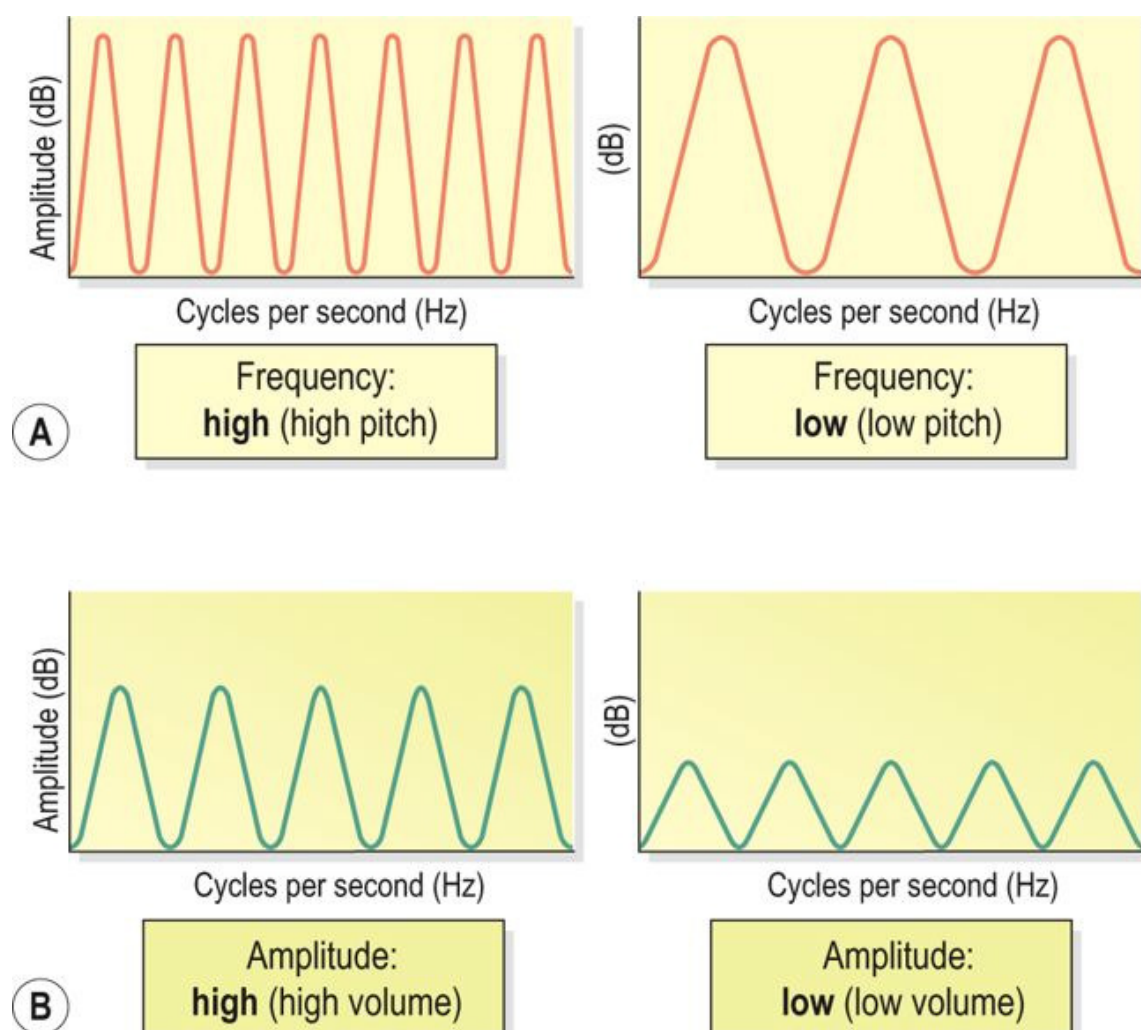 Amplitude (dB)
(dB)
Cycles per second (Hz)
Cycles per second (Hz)
Frequency:
high (high pitch)
Frequency:
low (low pitch)
A
Amplitude (dB)
(dB)
Cycles per second (Hz)
Cycles per second (Hz)
Amplitude:
high (high volume)
Amplitude:
low (low volume)
B